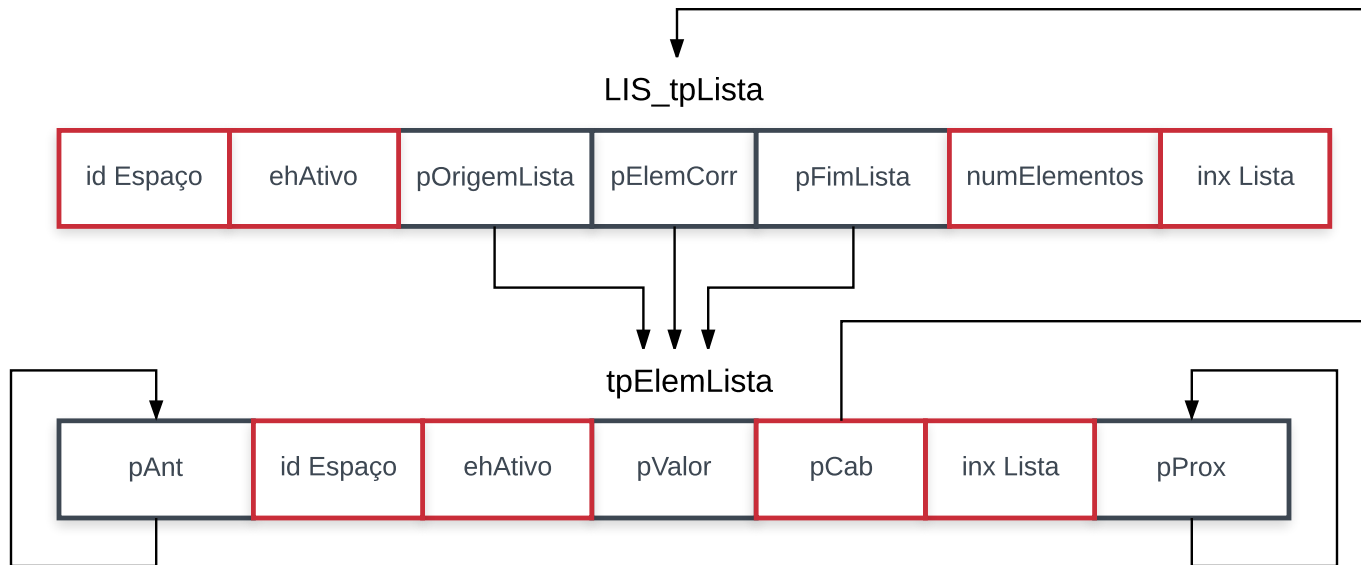 LIS_tpLista
id Espaço ehAtivo pOrigemLista pElemCorr pFimLista numElementos inx Lista
tpElemLista
pAnt id Espaço ehAtivo pValor pCab inx Lista pProx